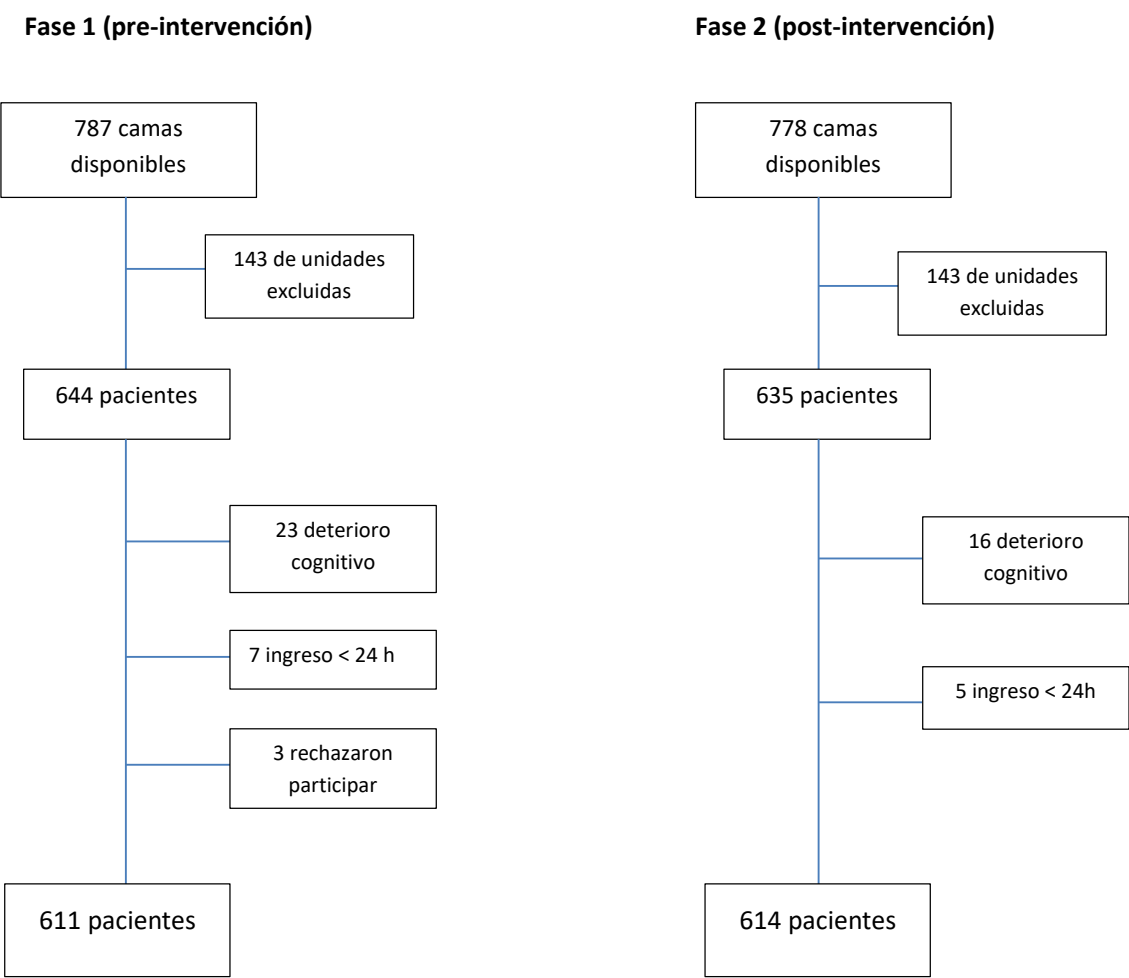 Fase 1 (pre-intervención)
787 camas
disponibles
143 de unidades
excluidas
644 pacientes
23 deterioro
cognitivo
7 ingreso < 24 h
3 rechazaron
participar
611 pacientes
Fase 2 (post-intervención)
778 camas
disponibles
143 de unidades
excluidas
635 pacientes
16 deterioro
cognitivo
5 ingreso < 24h
614 pacientes